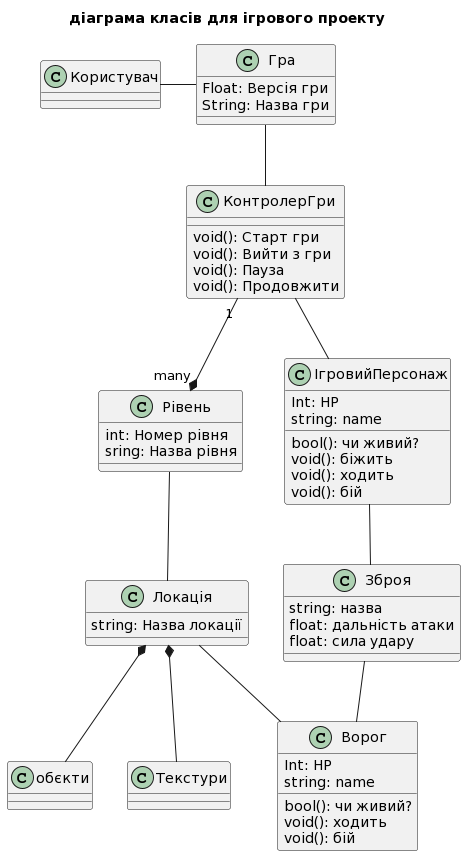 діаграма класів для ігрового проекту
C Користувач
C Гра
Float: Версія гри
String: Назва гри
C КонтролерГри
void(): Старт гри
void(): Вийти з гри
void(): Пауза
void(): Продовжити
1
many
C Рівень
int: Номер рівня
sring: Назва рівня
C ІгровийПерсонаж
Int: HP
string: name
bool(): чи живий?
void(): біжить
void(): ходить
void(): бій
C Локація
string: Назва локації
C Зброя
string: назва
float: дальність атаки
float: сила удару
C обєкти
C Текстури
C Ворог
Int: HP
string: name
bool(): чи живий?
void(): ходить
void(): бій